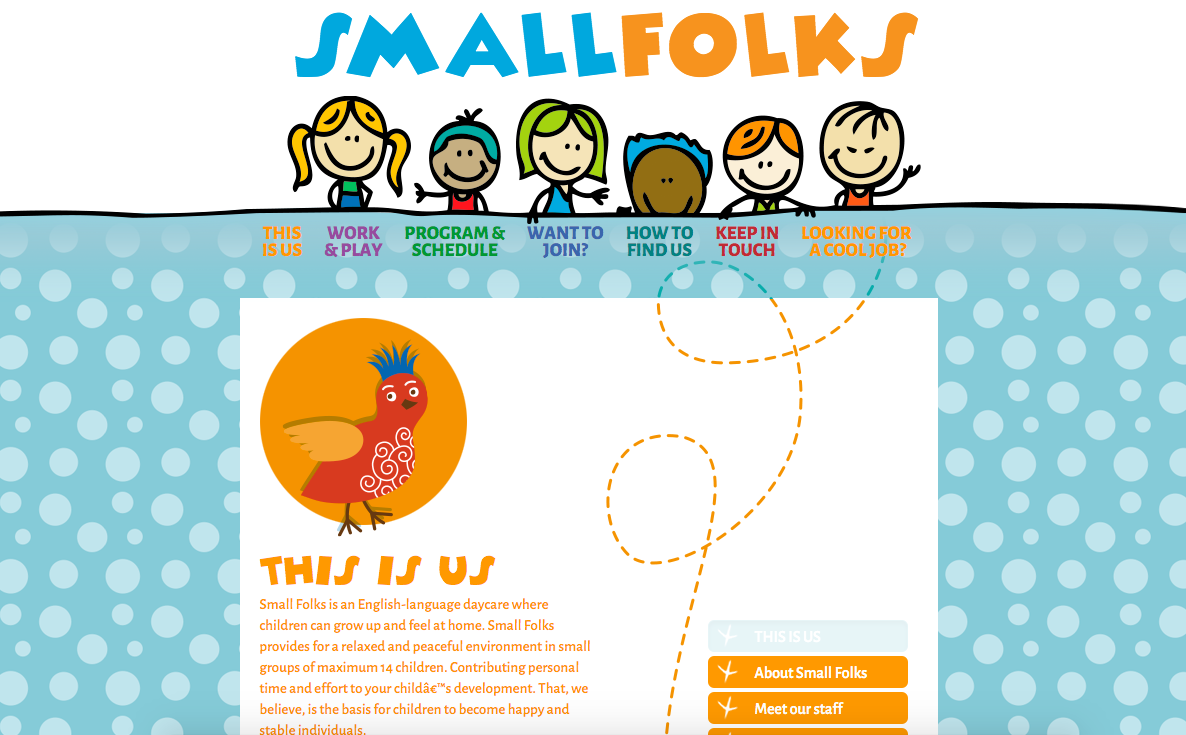 SMALLFOLKS
THIS
IS US
WORK
& PLAY
PROGRAM &
SCHEDULE
WANT TO
JOIN?
HOW TO
FIND US
KEEP IN
TOUCH
LOOKING FOR
A COOL JOB?
THIS IS US
Small Folks is an English-language daycare where
children can grow up and feel at home. Small Folks
provides for a relaxed and peaceful environment in small
groups of maximum 14 children. Contributing personal
time and effort to your childâ€™s development. That, we
believe, is the basis for children to become happy and
stable individuals.
THIS IS US
About Small Folks
Meet our staff